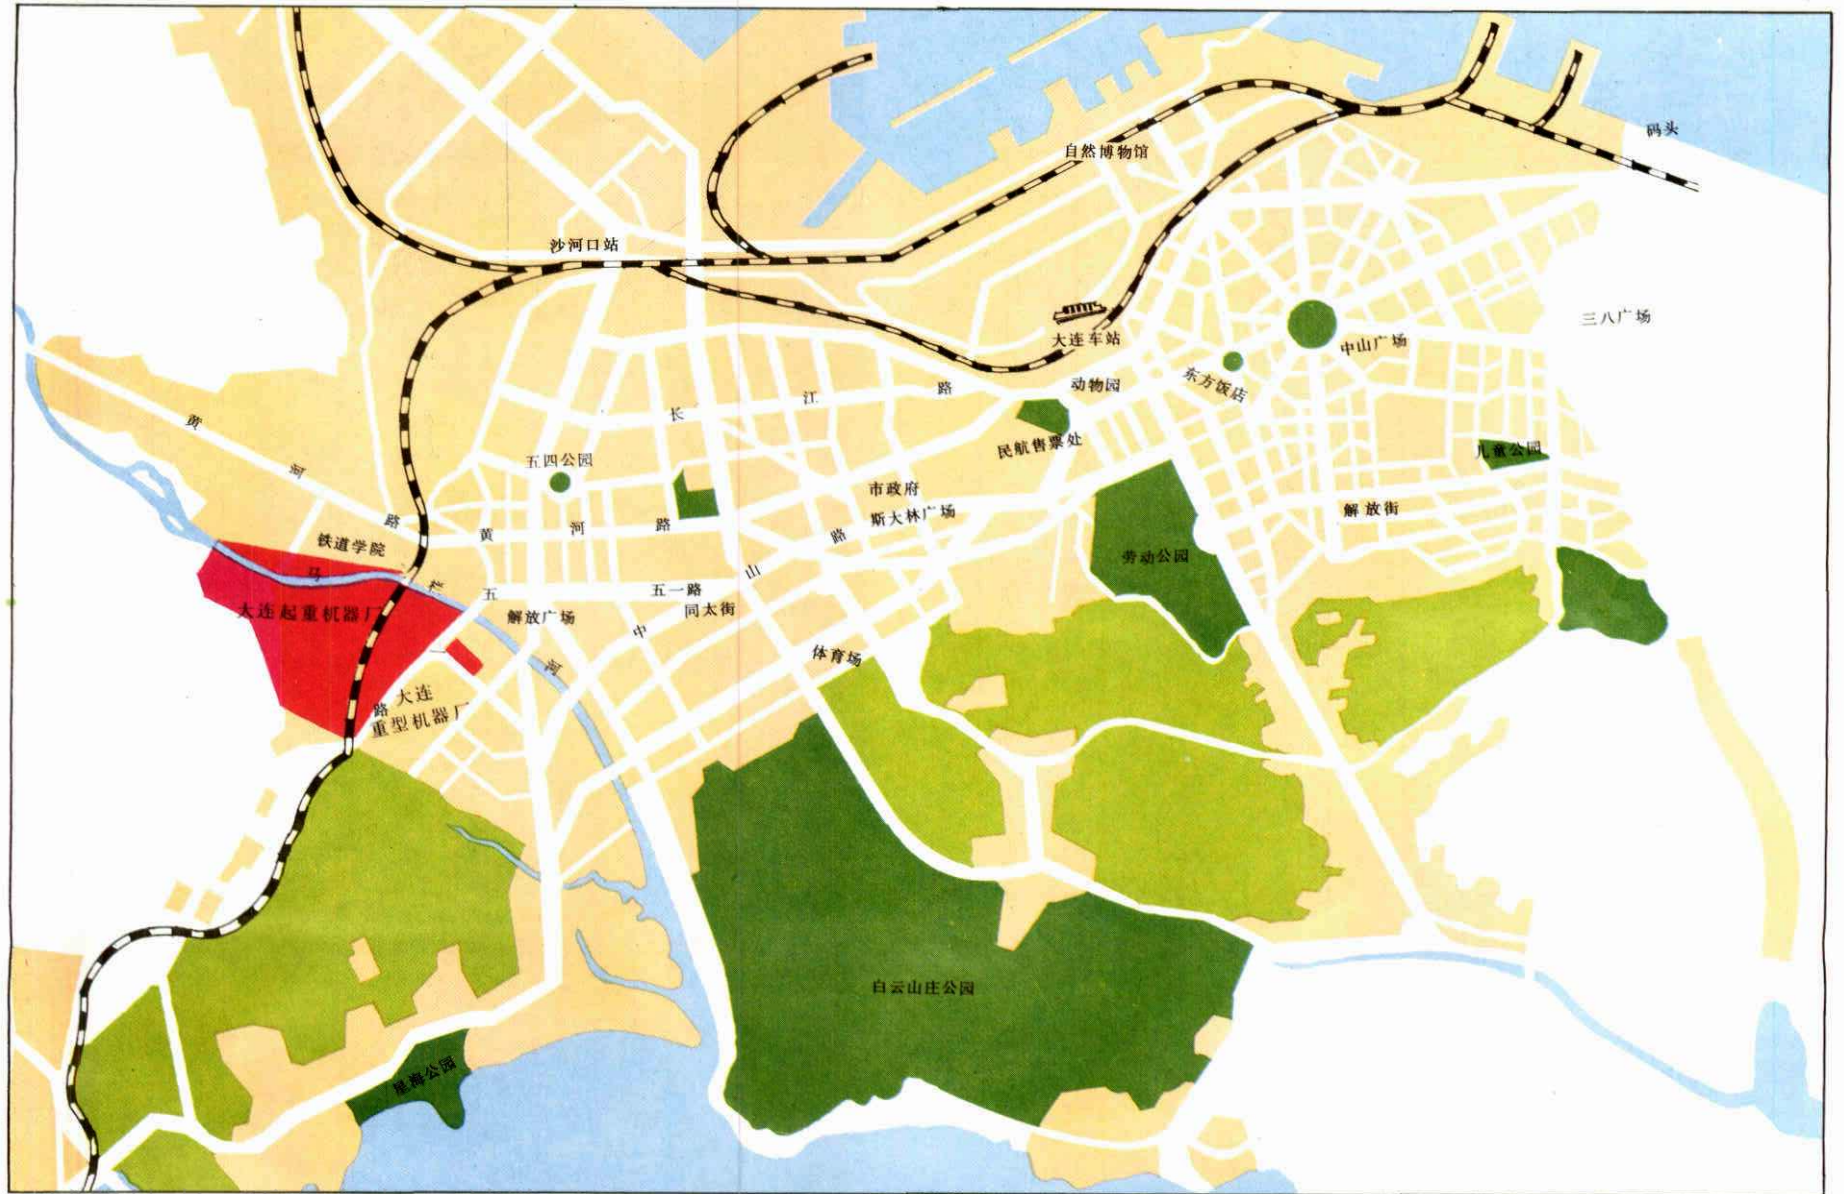 码头
自然博物馆
沙河口站
三八广场
大连车站
中山广场
动物园
东方饭店
长江路
黄河路
民航售票处
儿童公园
五四公园
市政府
解放街
斯大林广场
黄河路
铁道学院
劳动公园
马栏河
大连起重机器厂
五一路
五一路
解放广场
同太街
中山路
体育场
大连
重型机器厂
白云山庄公园
星海公园